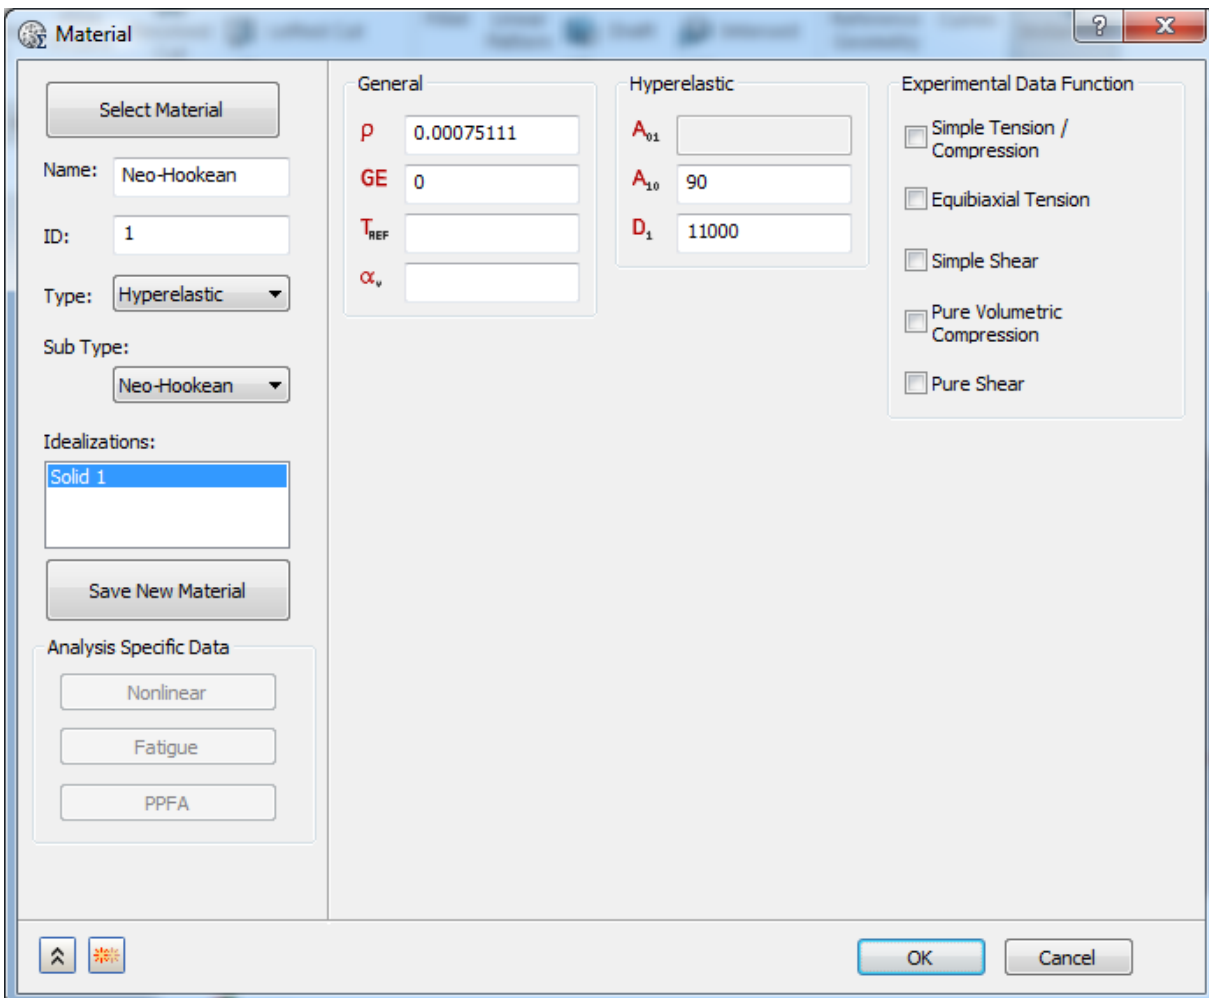 Material
?
Select Material
Name: Neo-Hookean
ID: 1
Type: Hyperelastic
Sub Type:
Neo-Hookean
Idealizations:
Solid 1
Save New Material
Analysis Specific Data
Nonlinear
Fatigue
PPFA
General
ρ 0.00075111
GE 0
TREF
αv
Hyperelastic
A01
A10 90
D1 11000
Experimental Data Function
Simple Tension /
Compression
Equibiaxial Tension
Simple Shear
Pure Volumetric
Compression
Pure Shear
OK
Cancel